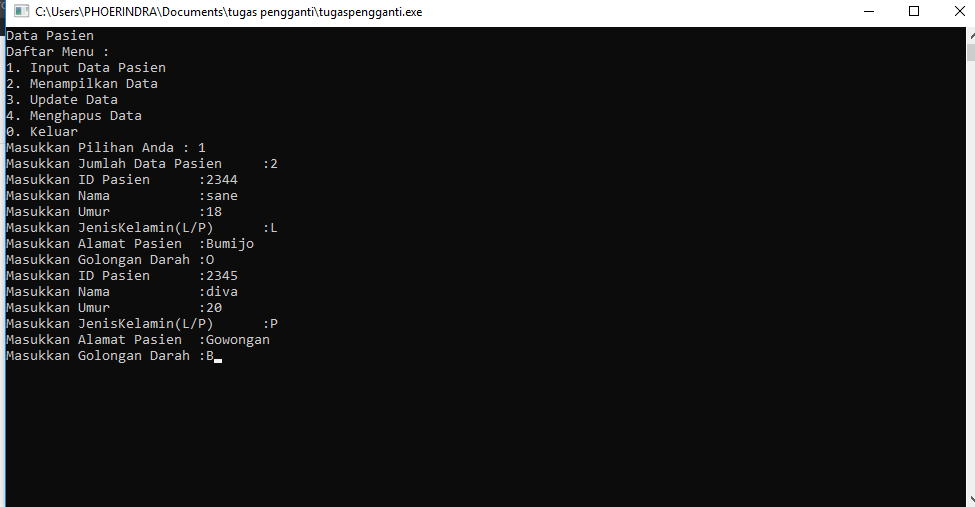 C:\Users\PHOERINDRA\Documents\tugas pengganti\tugaspengganti.exe
Data Pasien
Daftar Menu :
1. Input Data Pasien
2. Menampilkan Data
3. Update Data
4. Menghapus Data
0. Keluar
Masukkan Pilihan Anda : 1
Masukkan Jumlah Data Pasien     :2
Masukkan ID Pasien      :2344
Masukkan Nama           :sane
Masukkan Umur           :18
Masukkan JenisKelamin(L/P)      :L
Masukkan Alamat Pasien  :Bumijo
Masukkan Golongan Darah :O
Masukkan ID Pasien      :2345
Masukkan Nama           :diva
Masukkan Umur           :20
Masukkan JenisKelamin(L/P)      :P
Masukkan Alamat Pasien  :Gowongan
Masukkan Golongan Darah :B